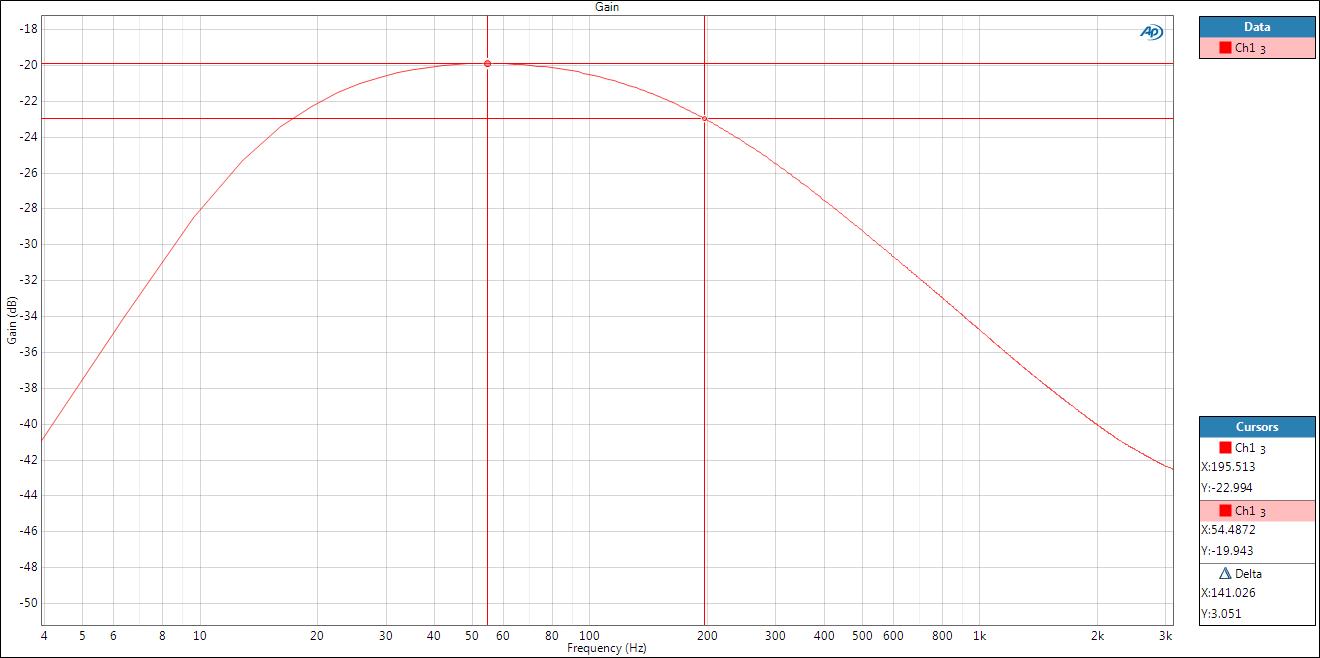 Gain
AP
Gain (dB)
-18
-20
-22
-24
-26
-28
-30
-32
-34
-36
-38
-40
-42
-44
-46
-48
-50
4 5 6 8 10 20 30 40 50 60 80 100 200 300 400 500 600 800 1k 2k 3k
Frequency (Hz)
Data
Ch1 3
Cursors
Ch1 3
X:195.513
Y:-22.994
Ch1 3
X:54.4872
Y:-19.943
Delta
X:141.026
Y:3.051